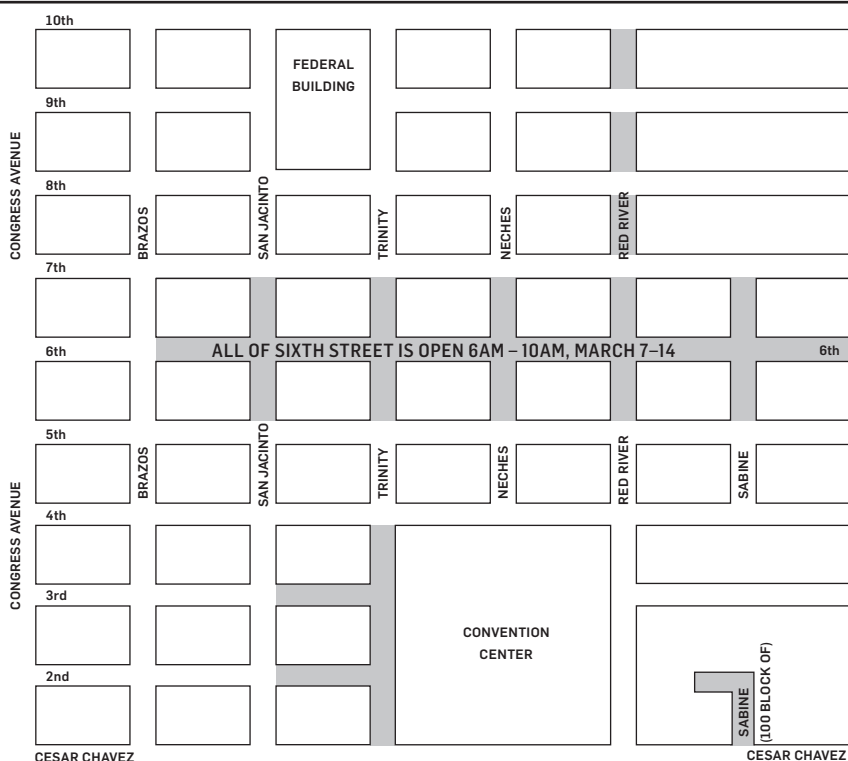 10th
FEDERAL
BUILDING
9th
CONGRESS AVENUE
8th
BRAZOS
SAN JACINTO
TRINITY
NECHES
RED RIVER
7th
6th
ALL OF SIXTH STREET IS OPEN 6AM – 10AM, MARCH 7–14
6th
5th
BRAZOS
SAN JACINTO
TRINITY
NECHES
RED RIVER
SABINE
CONGRESS AVENUE
4th
3rd
CONVENTION
CENTER
2nd
SABINE
(100 BLOCK OF)
CESAR CHAVEZ
CESAR CHAVEZ